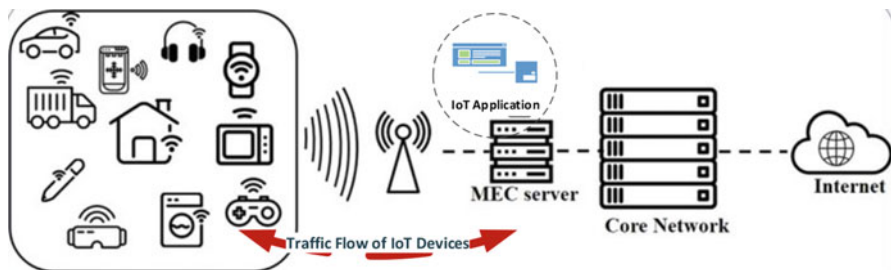 IoT Application
MEC server
Internet
Core Network
Traffic Flow of IoT Devices